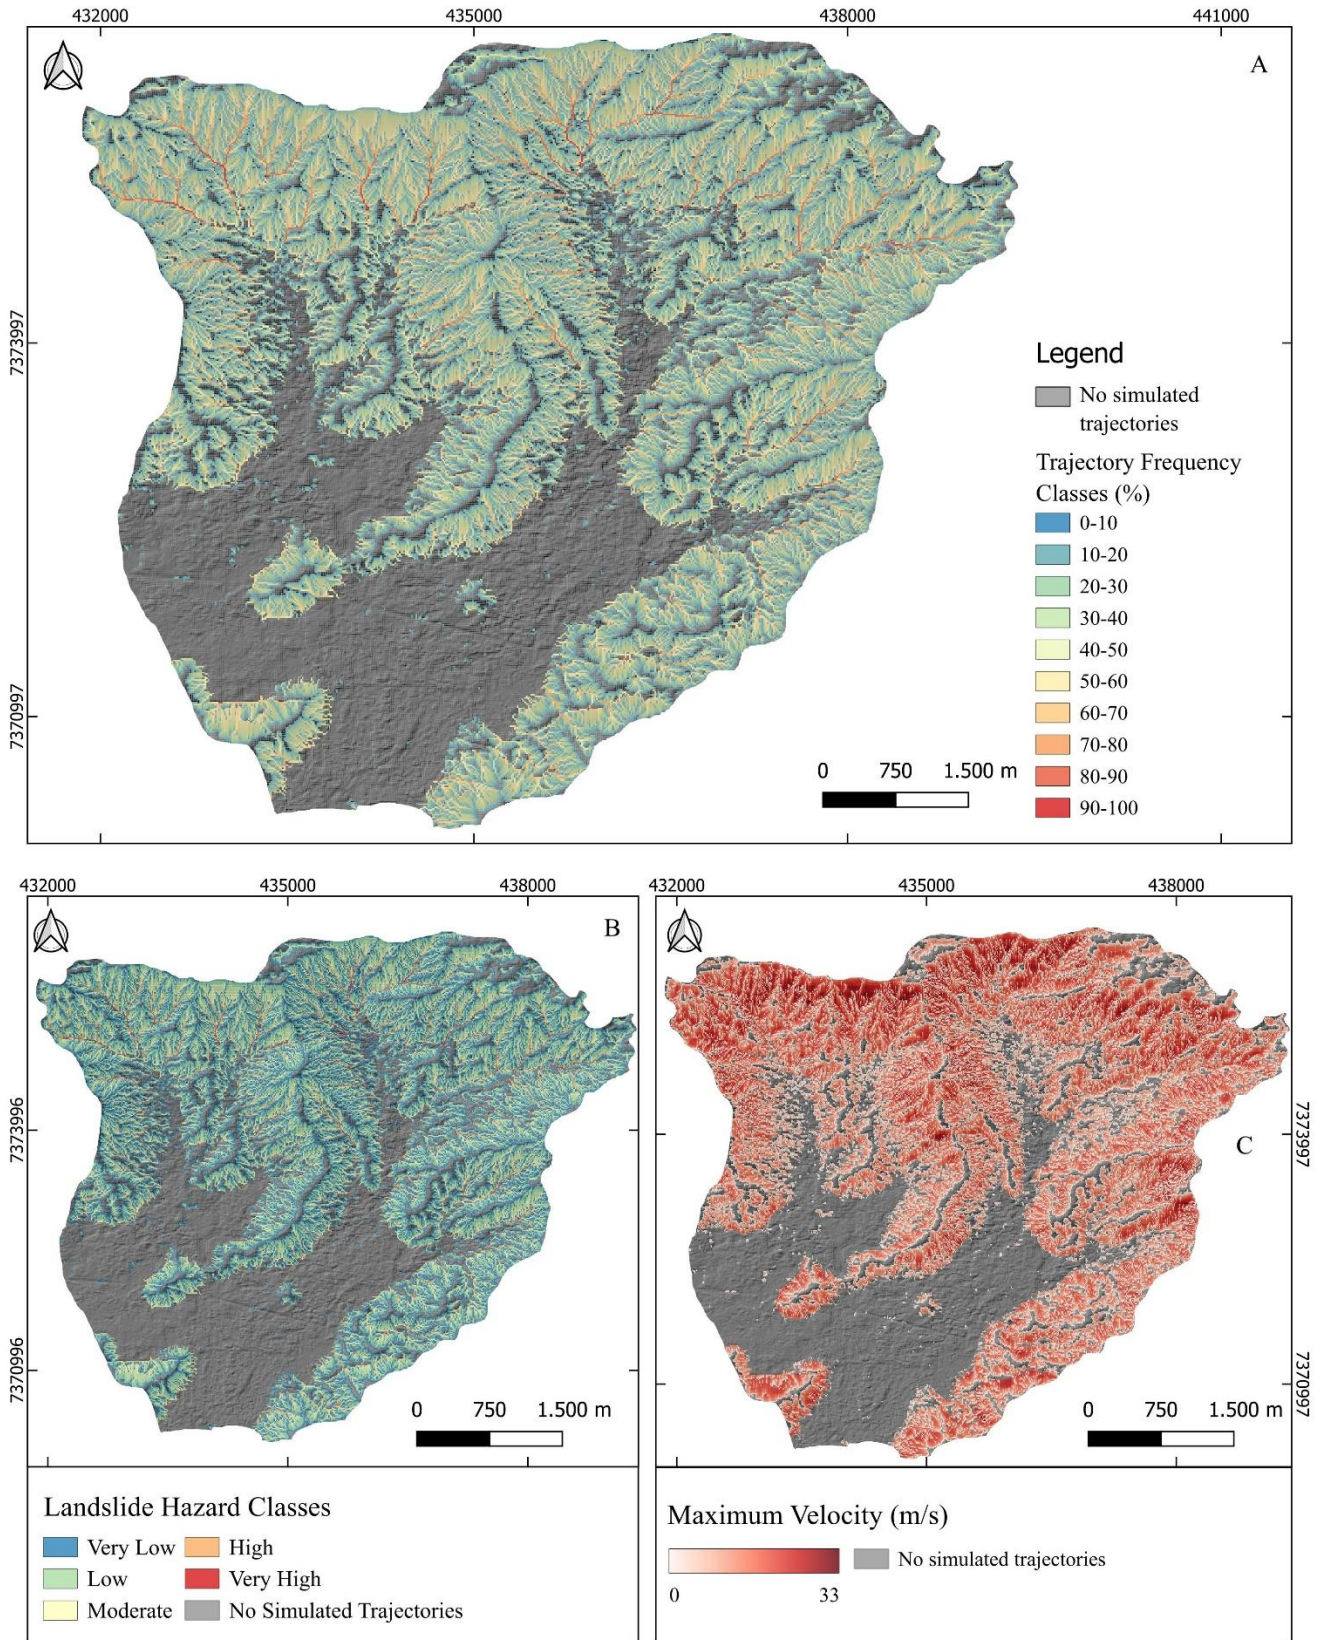 432000 435000 438000 441000
A
7373997
7370997
Legend
No simulated
trajectories
Trajectory Frequency
Classes (%)
0-10
10-20
20-30
30-40
40-50
50-60
60-70
70-80
80-90
90-100
0 750 1.500 m
432000 435000 438000
B
7373996
7370996
0 750 1.500 m
Landslide Hazard Classes
Very Low High
Low Very High
Moderate No Simulated Trajectories
432000 435000 438000
C
7373997
7370997
0 750 1.500 m
Maximum Velocity (m/s)
No simulated trajectories
0 33